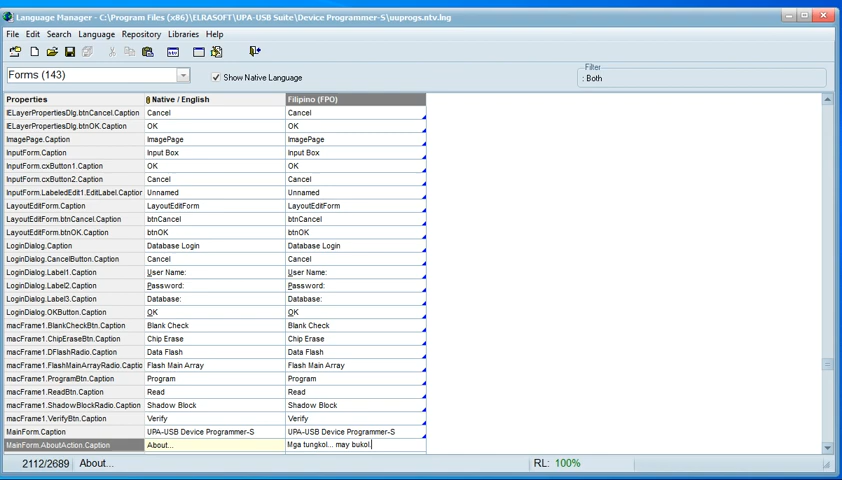 Language Manager - C:\Program Files (x86)\ELRASOFT\UPA-USB Suite\Device Programmer-S\uuprogs.ntv.lng
File Edit Search Language Repository Libraries Help
Forms (143) Show Native Language Filter
: Both
Properties Native / English Filipino (FPO)
IELayerPropertiesDlg.btnCancel.Caption Cancel Cancel
IELayerPropertiesDlg.btnOK.Caption OK OK
ImagePage.Caption ImagePage ImagePage
InputForm.Caption Input Box Input Box
InputForm.cxButton1.Caption OK OK
InputForm.cxButton2.Caption Cancel Cancel
InputForm.LabeledEdit1.EditLabel.Caption Unnamed Unnamed
LayoutEditForm.Caption LayoutEditForm LayoutEditForm
LayoutEditForm.btnCancel.Caption btnCancel btnCancel
LayoutEditForm.btnOK.Caption btnOK btnOK
LoginDialog.Caption Database Login Database Login
LoginDialog.CancelButton.Caption Cancel Cancel
LoginDialog.Label1.Caption User Name: User Name:
LoginDialog.Label2.Caption Password: Password:
LoginDialog.Label3.Caption Database: Database:
LoginDialog.OKButton.Caption OK OK
macFrame1.BlankCheckBtn.Caption Blank Check Blank Check
macFrame1.ChipEraseBtn.Caption Chip Erase Chip Erase
macFrame1.DFlashRadio.Caption Data Flash Data Flash
macFrame1.FlashMainArrayRadio.Captio Flash Main Array Flash Main Array
macFrame1.ProgramBtn.Caption Program Program
macFrame1.ReadBtn.Caption Read Read
macFrame1.ShadowBlockRadio.Caption Shadow Block Shadow Block
macFrame1.VerifyBtn.Caption Verify Verify
MainForm.Caption UPA-USB Device Programmer-S UPA-USB Device Programmer-S
MainForm.AboutAction.Caption About... Mga tungkol... may bukol
2112/2689 About... RL: 100%